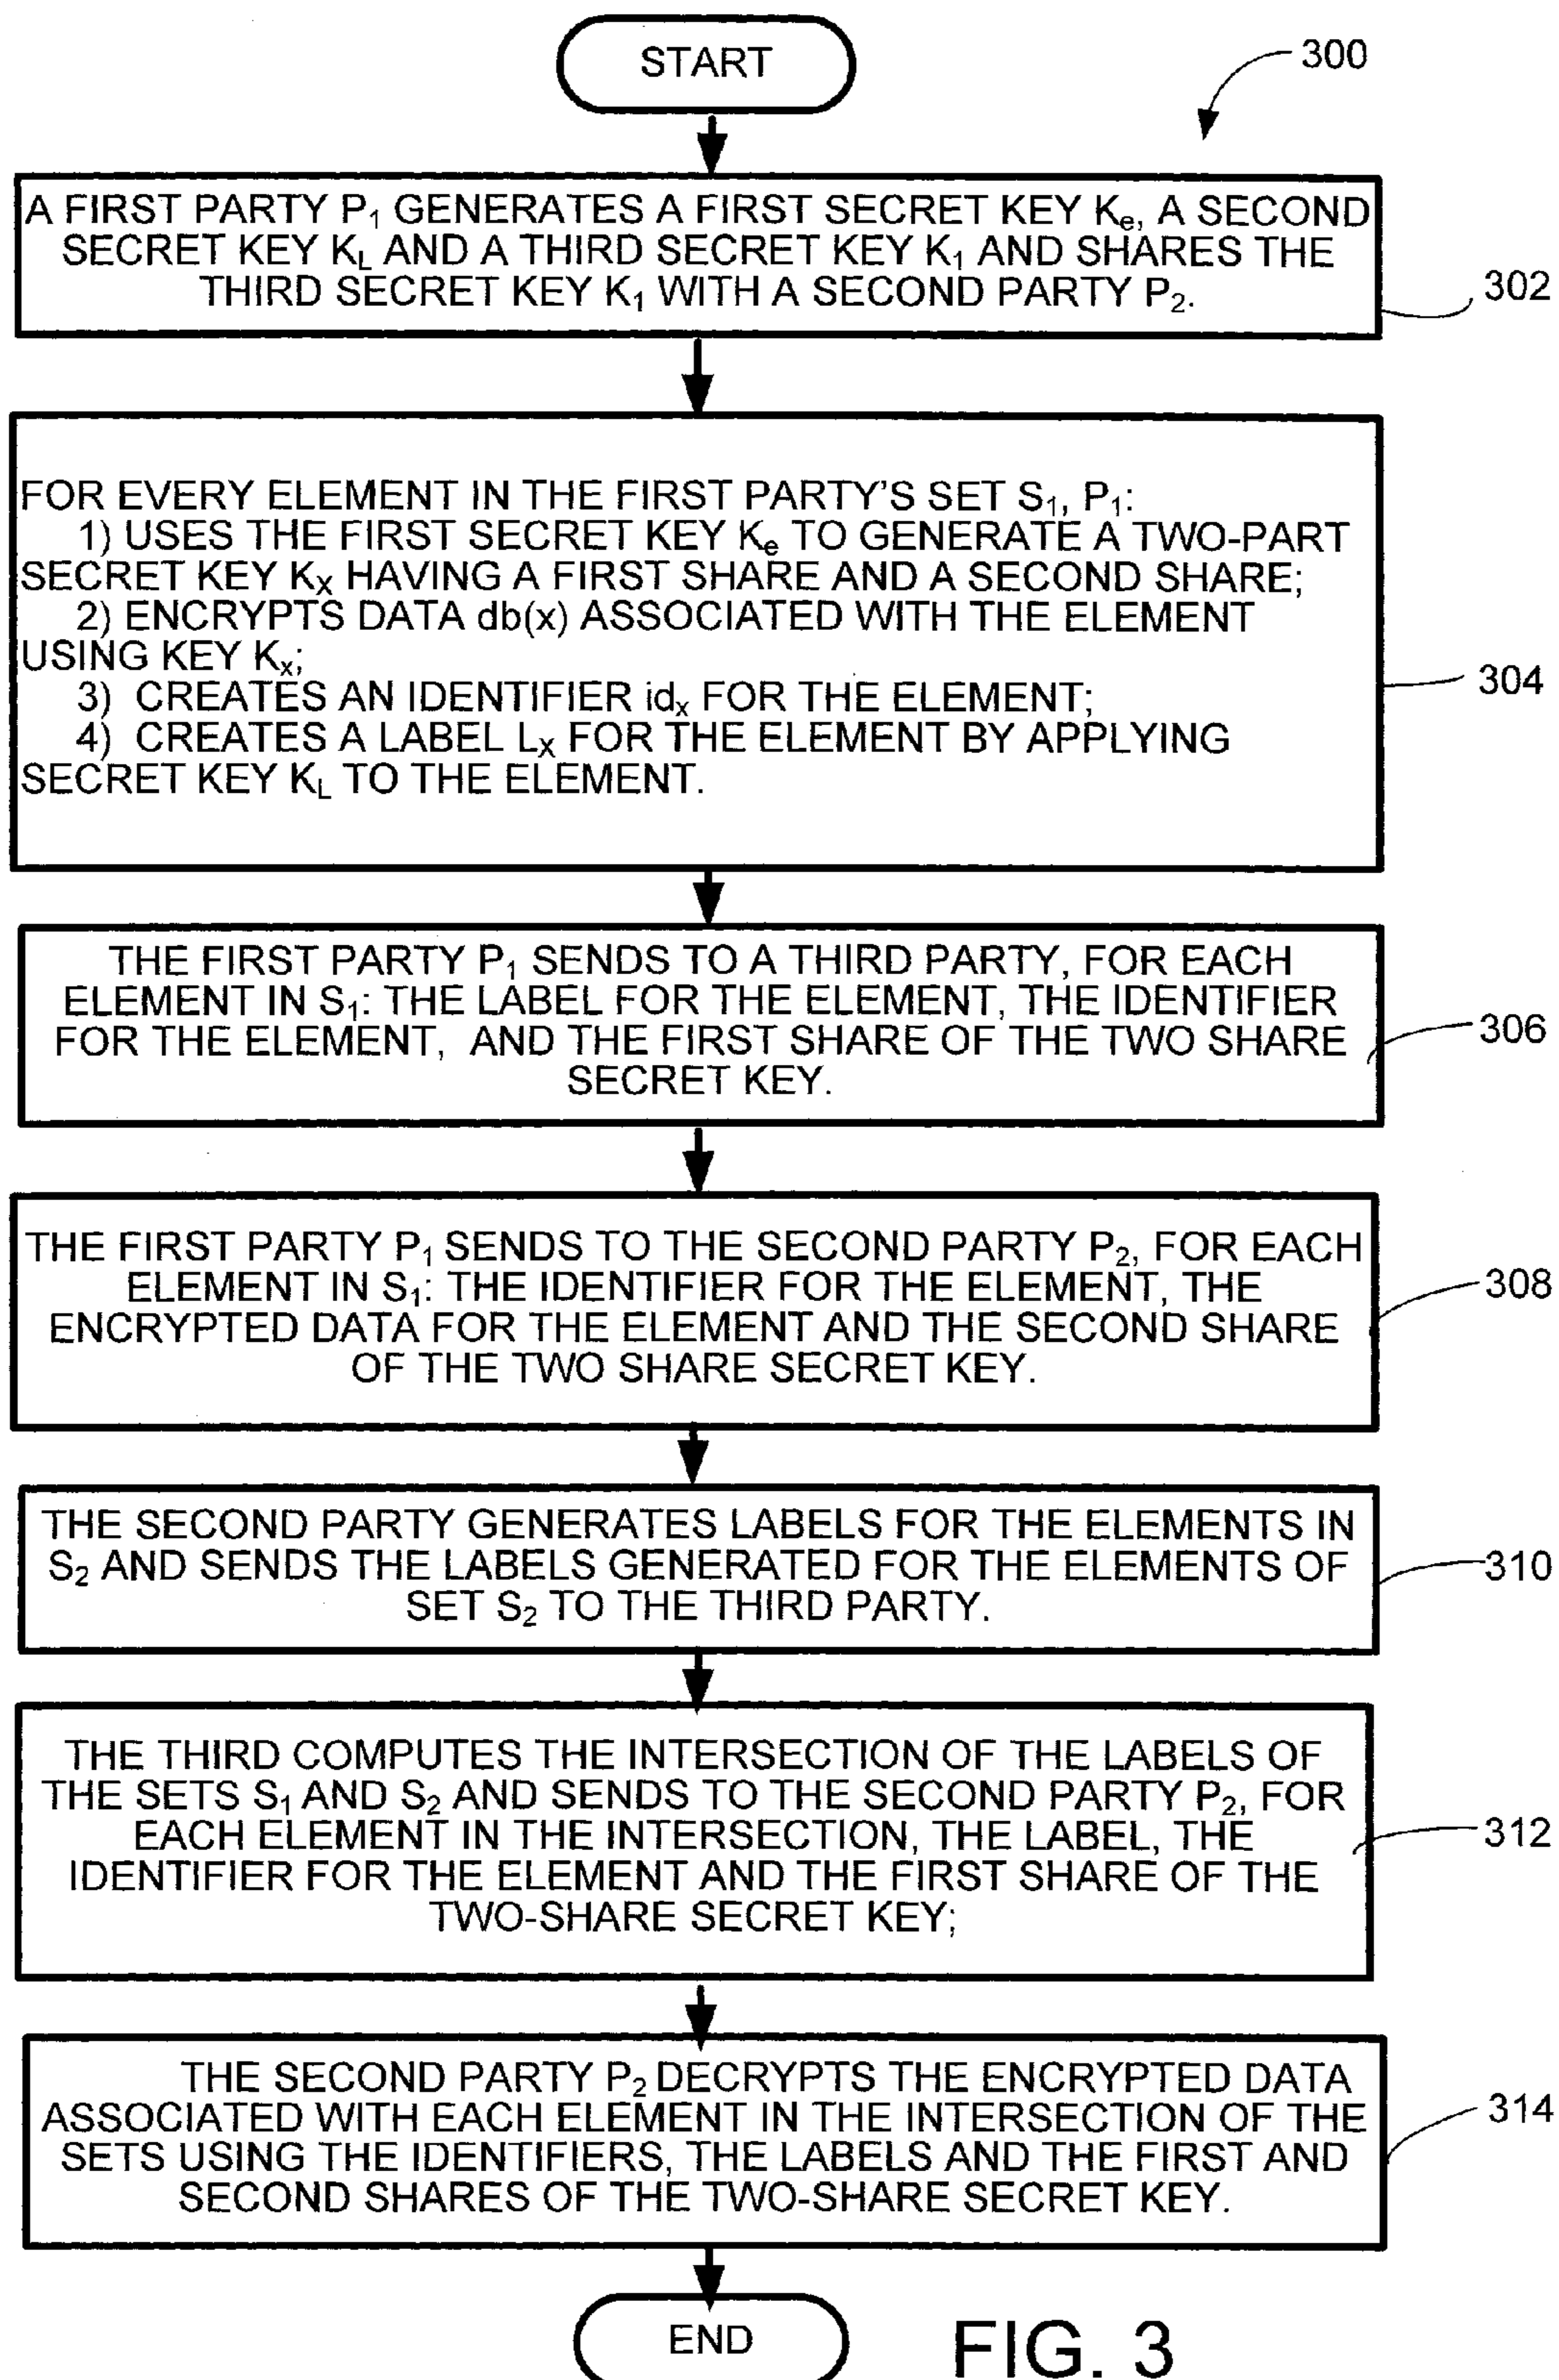 START
300
A FIRST PARTY P₁ GENERATES A FIRST SECRET KEY Kₑ, A SECOND
SECRET KEY K_L AND A THIRD SECRET KEY K₁ AND SHARES THE
THIRD SECRET KEY K₁ WITH A SECOND PARTY P₂.
302
FOR EVERY ELEMENT IN THE FIRST PARTY'S SET S₁, P₁:
1) USES THE FIRST SECRET KEY Kₑ TO GENERATE A TWO-PART
SECRET KEY Kₓ HAVING A FIRST SHARE AND A SECOND SHARE;
2) ENCRYPTS DATA db(x) ASSOCIATED WITH THE ELEMENT
USING KEY Kₓ;
3) CREATES AN IDENTIFIER idₓ FOR THE ELEMENT;
4) CREATES A LABEL Lₓ FOR THE ELEMENT BY APPLYING
SECRET KEY K_L TO THE ELEMENT.
304
THE FIRST PARTY P₁ SENDS TO A THIRD PARTY, FOR EACH
ELEMENT IN S₁: THE LABEL FOR THE ELEMENT, THE IDENTIFIER
FOR THE ELEMENT, AND THE FIRST SHARE OF THE TWO SHARE
SECRET KEY.
306
THE FIRST PARTY P₁ SENDS TO THE SECOND PARTY P₂, FOR EACH
ELEMENT IN S₁: THE IDENTIFIER FOR THE ELEMENT, THE
ENCRYPTED DATA FOR THE ELEMENT AND THE SECOND SHARE
OF THE TWO SHARE SECRET KEY.
308
THE SECOND PARTY GENERATES LABELS FOR THE ELEMENTS IN
S₂ AND SENDS THE LABELS GENERATED FOR THE ELEMENTS OF
SET S₂ TO THE THIRD PARTY.
310
THE THIRD COMPUTES THE INTERSECTION OF THE LABELS OF
THE SETS S₁ AND S₂ AND SENDS TO THE SECOND PARTY P₂, FOR
EACH ELEMENT IN THE INTERSECTION, THE LABEL, THE
IDENTIFIER FOR THE ELEMENT AND THE FIRST SHARE OF THE
TWO-SHARE SECRET KEY;
312
THE SECOND PARTY P₂ DECRYPTS THE ENCRYPTED DATA
ASSOCIATED WITH EACH ELEMENT IN THE INTERSECTION OF THE
SETS USING THE IDENTIFIERS, THE LABELS AND THE FIRST AND
SECOND SHARES OF THE TWO-SHARE SECRET KEY.
314
END
FIG. 3